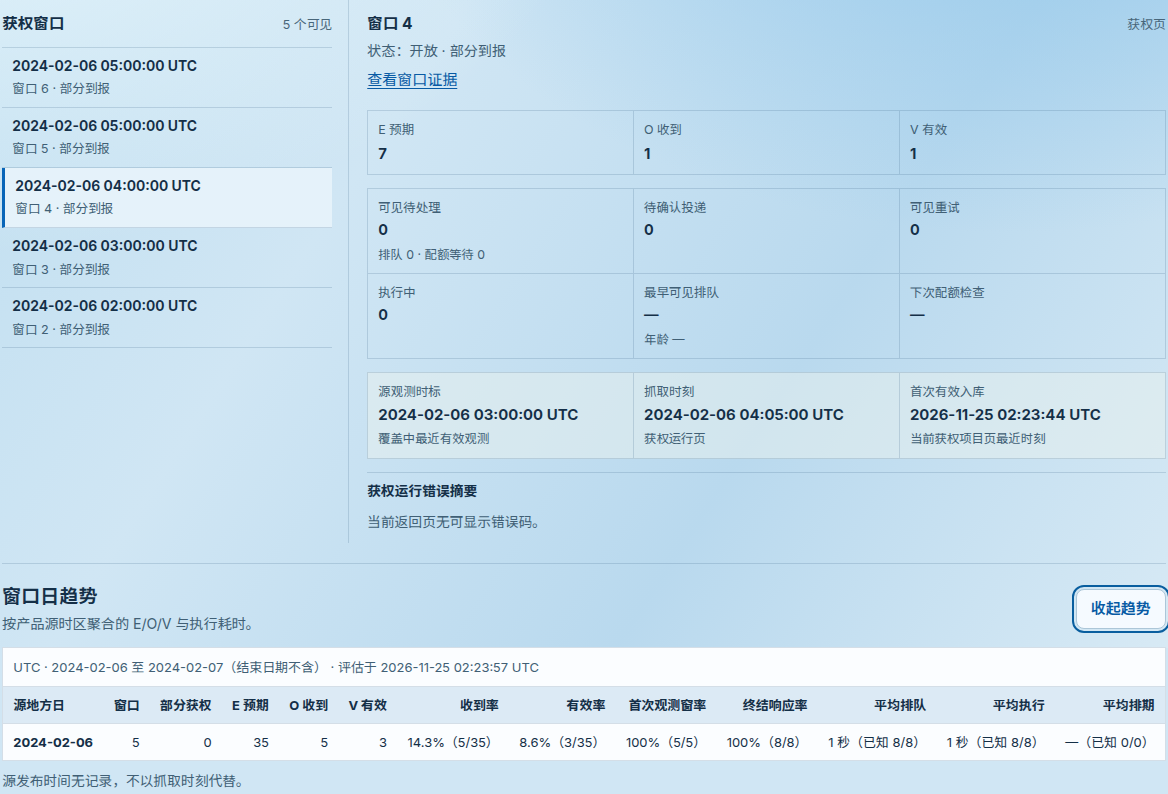 获权窗口
5 个可见
2024-02-06 05:00:00 UTC
窗口 6 · 部分到报
2024-02-06 05:00:00 UTC
窗口 5 · 部分到报
2024-02-06 04:00:00 UTC
窗口 4 · 部分到报
2024-02-06 03:00:00 UTC
窗口 3 · 部分到报
2024-02-06 02:00:00 UTC
窗口 2 · 部分到报
窗口 4
获权页
状态：开放 · 部分到报
查看窗口证据
E 预期
7
O 收到
1
V 有效
1
可见待处理
0
排队 0 · 配额等待 0
待确认投递
0
可见重试
0
执行中
0
最早可见排队
—
年龄 —
下次配额检查
—
源观测时标
2024-02-06 03:00:00 UTC
覆盖中最近有效观测
抓取时刻
2024-02-06 04:05:00 UTC
获权运行页
首次有效入库
2026-11-25 02:23:44 UTC
当前获权项目页最近时刻
获权运行错误摘要
当前返回页无可显示错误码。
窗口日趋势
按产品源时区聚合的 E/O/V 与执行耗时。
收起趋势
UTC · 2024-02-06 至 2024-02-07（结束日期不含） · 评估于 2026-11-25 02:23:57 UTC
源地方日 窗口 部分获权 E 预期 O 收到 V 有效 收到率 有效率 首次观测窗率 终结响应率 平均排队 平均执行 平均排期
2024-02-06 5 0 35 5 3 14.3%（5/35） 8.6%（3/35） 100%（5/5） 100%（8/8） 1 秒（已知 8/8） 1 秒（已知 8/8） —（已知 0/0）
源发布时间无记录，不以抓取时刻代替。